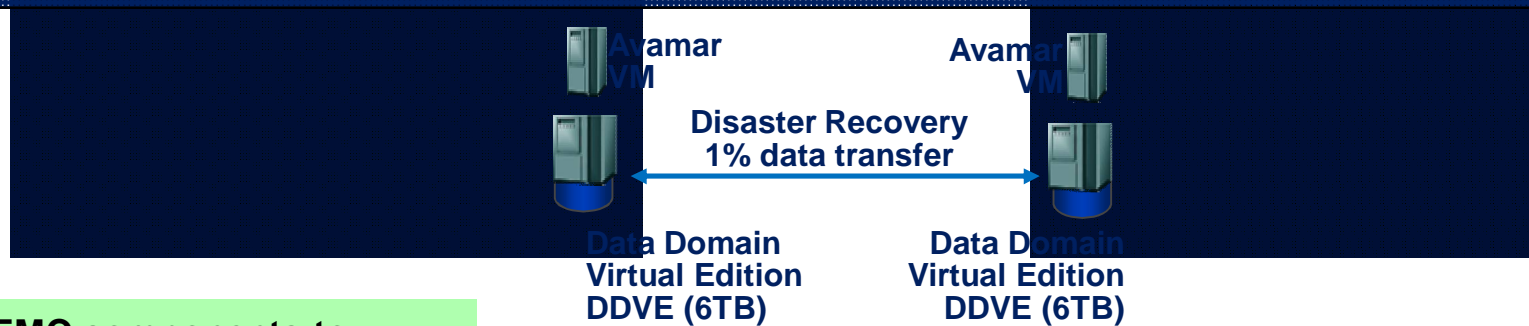 Avamar
VM
Avamar
VM
Disaster Recovery
1% data transfer
Data Domain
Virtual Edition
DDVE (6TB)
Data Domain
Virtual Edition
DDVE (6TB)
EMC components to